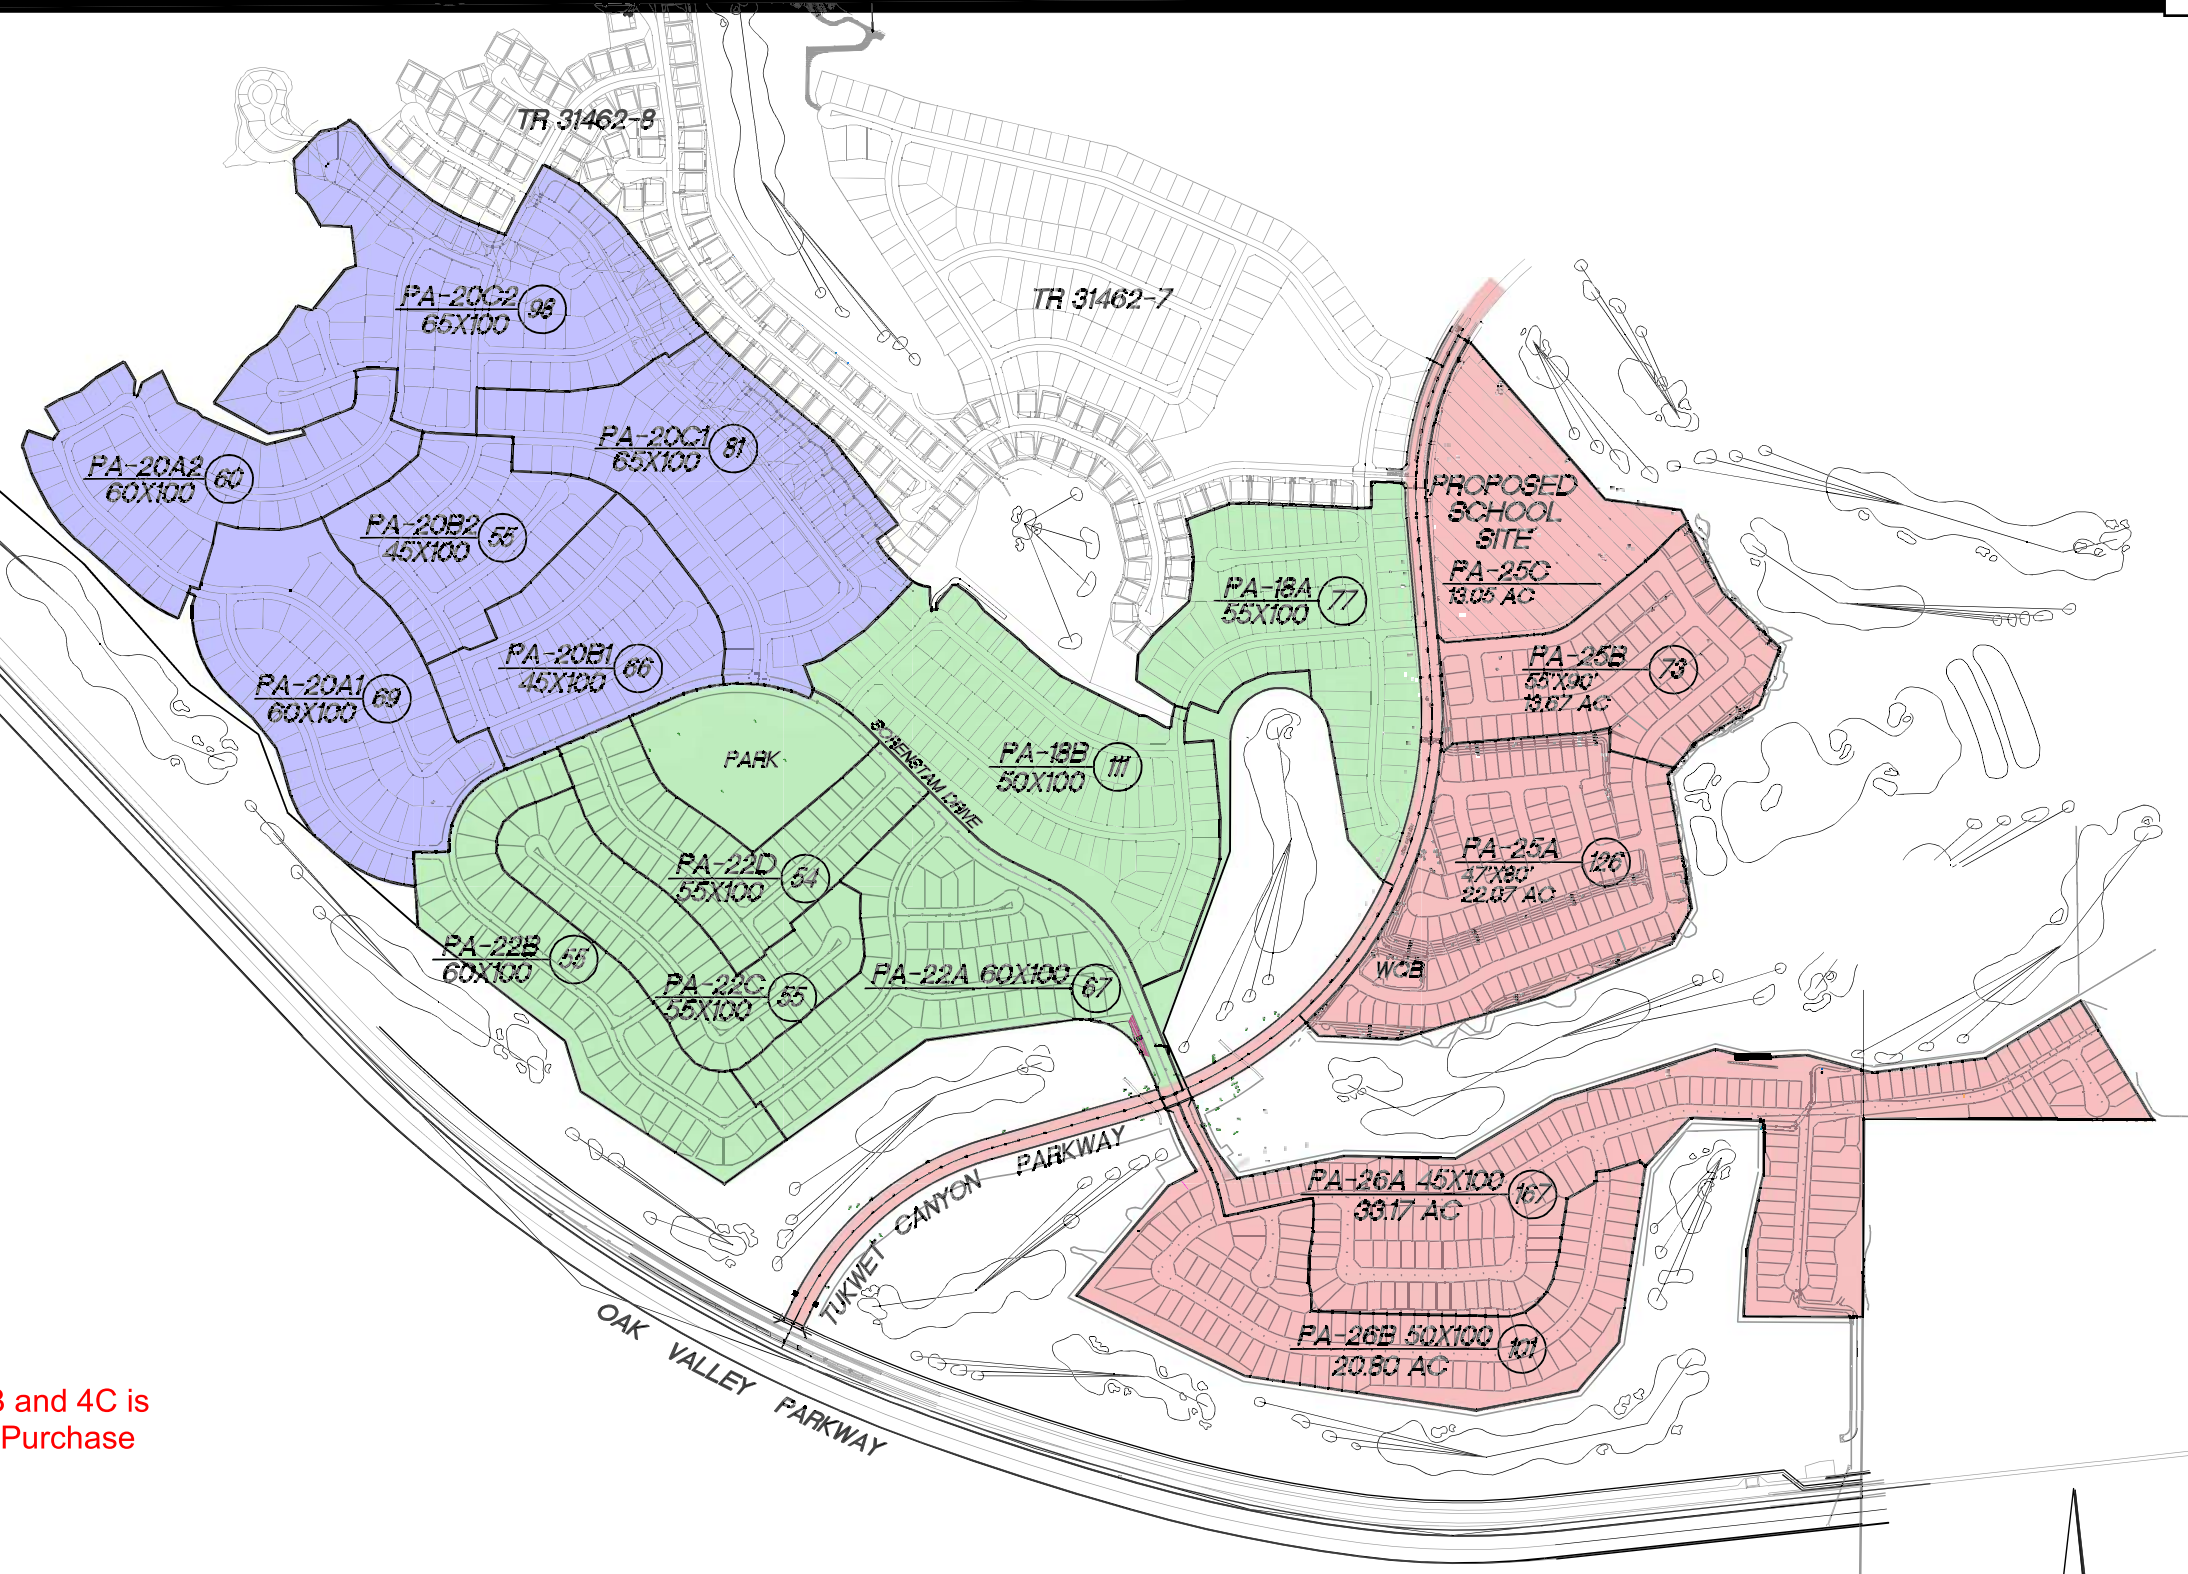 TR 31462-8
TR 31462-7
PA-20C2 98
65X100
PA-20C1 81
65X100
PA-20A2 60
60X100
PA-20B2 55
45X100
PA-20B1 66
45X100
PA-20A1 69
60X100
PROPOSED
SCHOOL
SITE
PA-25C
13.05 AC
PA-18A 77
55X100
PA-25B 73
55'X90'
13.67 AC
PARK
SORENSTAM DRIVE
PA-18B 111
50X100
PA-25A 126
47'X80'
22.07 AC
PA-22D 54
55X100
PA-22B
60X100
PA-22C 55
55X100
PA-22A 60X100 67
WQB
TUKWET CANYON PARKWAY
PA-26A 45X100 167
33.17 AC
PA-26B 50X100 101
20.80 AC
OAK VALLEY PARKWAY
and 4C is
Purchase